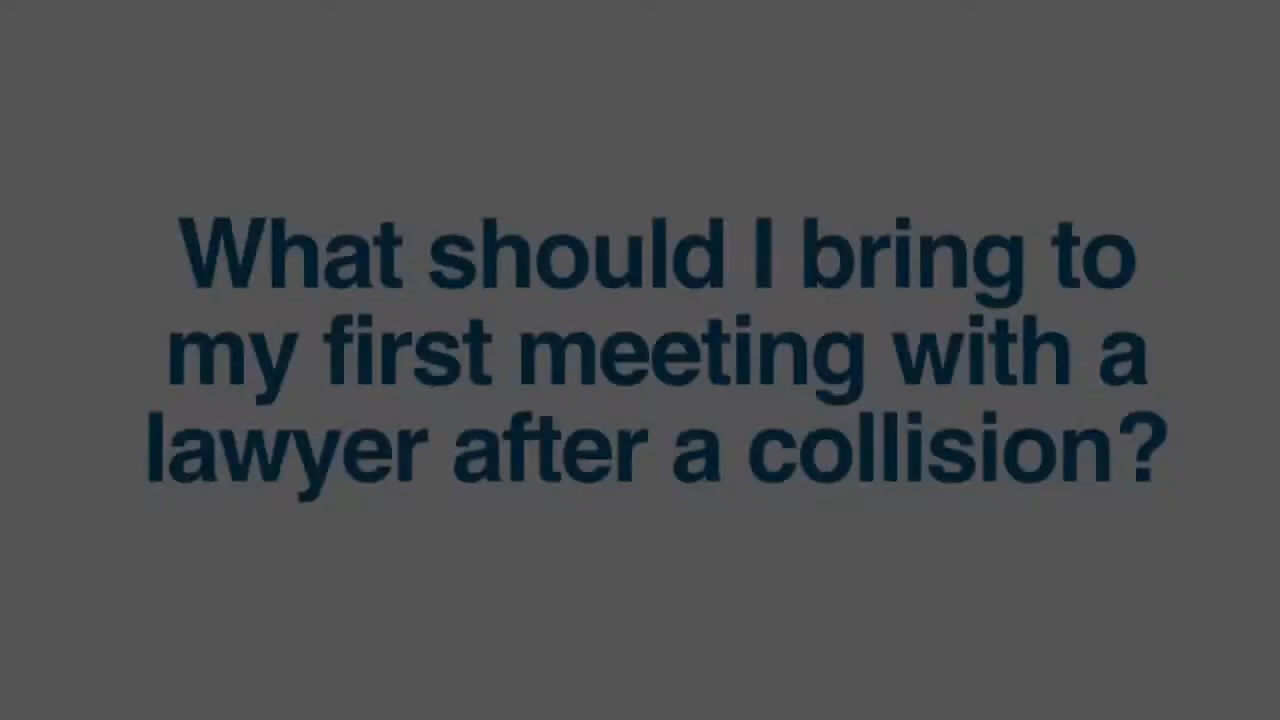 What should I bring to
my first meeting with a
lawyer after a collision?